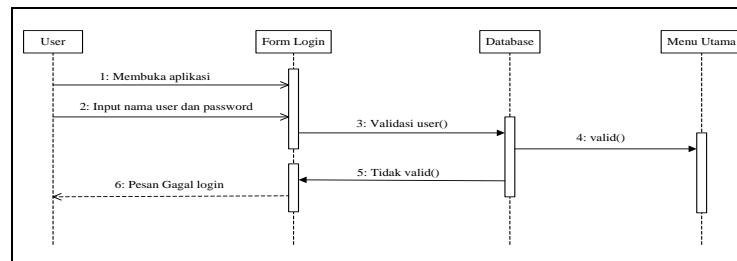 User
Form Login
Database
Menu Utama
1: Membuka aplikasi
2: Input nama user dan password
3: Validasi user()
4: valid()
5: Tidak valid()
6: Pesan Gagal login